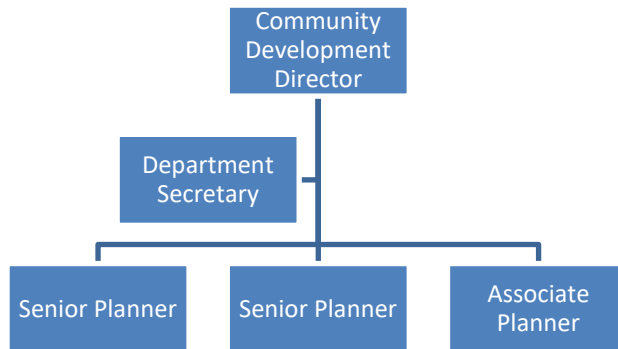 Community
Development
Director
Department
Secretary
Senior Planner
Senior Planner
Associate
Planner